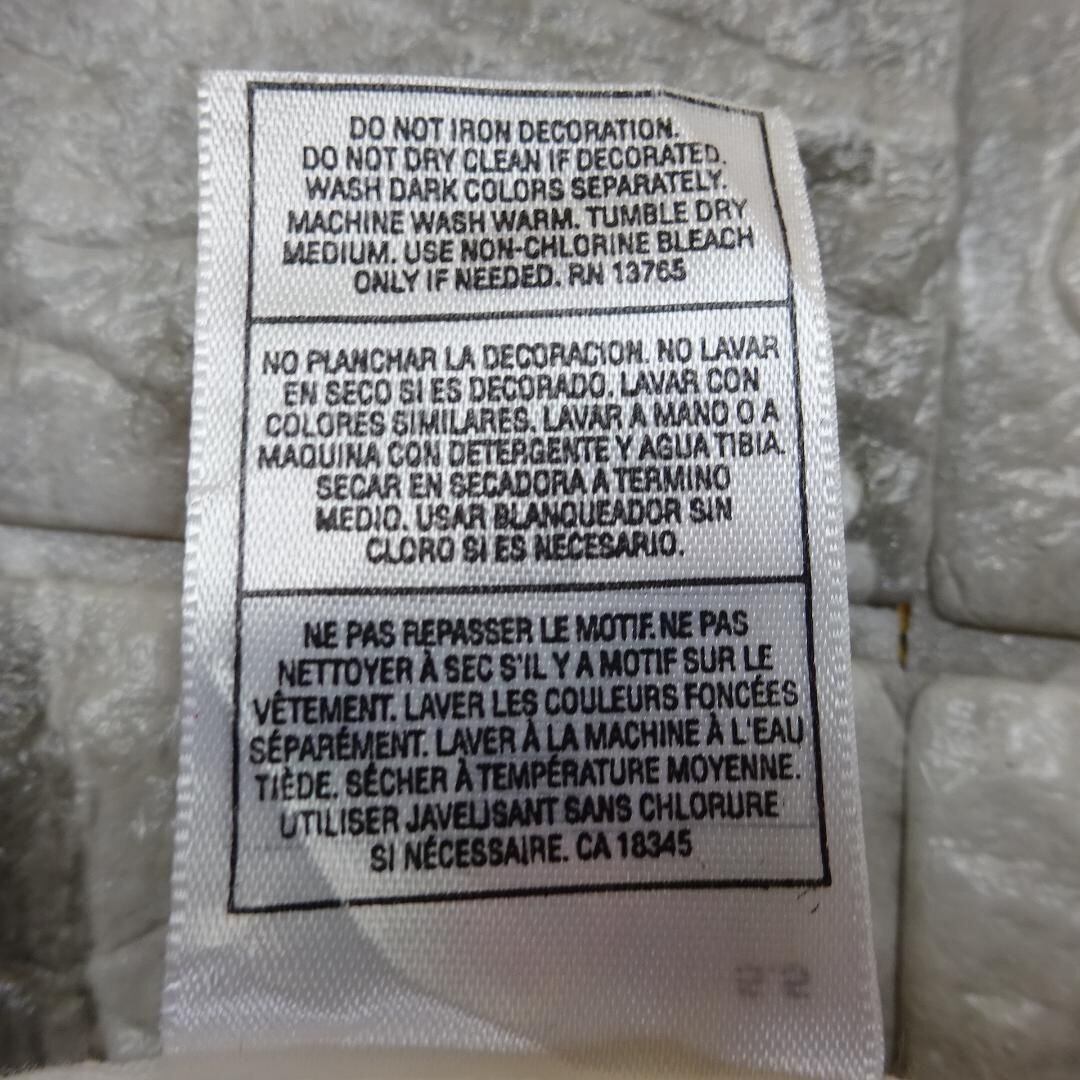 DO NOT IRON DECORATION.
DO NOT DRY CLEAN IF DECORATED.
WASH DARK COLORS SEPARATELY.
MACHINE WASH WARM. TUMBLE DRY
MEDIUM. USE NON-CHLORINE BLEACH
ONLY IF NEEDED. RN 13765
NO PLANCHAR LA DECORACION. NO LAVAR
EN SECO SI ES DECORADO. LAVAR CON
COLORES SIMILARES. LAVAR A MANO O A
MAQUINA CON DETERGENTE Y AGUA TIBIA.
SECAR EN SECADORA A TERMINO
MEDIO. USAR BLANQUEADOR SIN
CLORO SI ES NECESARIO.
NE PAS REPASSER LE MOTIF. NE PAS
NETTOYER À SEC S'IL Y A MOTIF SUR LE
VÊTEMENT. LAVER LES COULEURS FONCÉES
SÉPARÉMENT. LAVER À LA MACHINE À L'EAU
TIÈDE. SÉCHER À TEMPÉRATURE MOYENNE.
UTILISER JAVELISANT SANS CHLORURE
SI NÉCESSAIRE. CA 18345